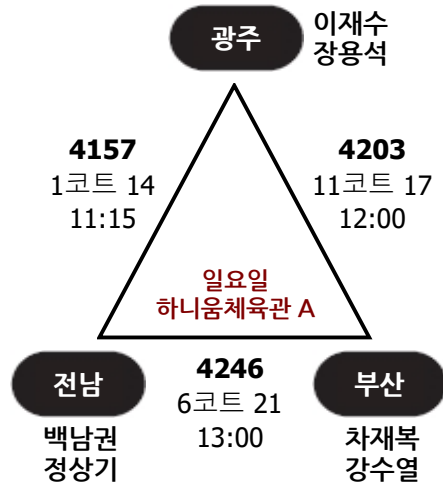 광주
이재수
장용석
4157
1코트 14
11:15
4203
11코트 17
12:00
일요일
하니움체육관 A
전남
백남권
정상기
4246
6코트 21
13:00
부산
차재복
강수열